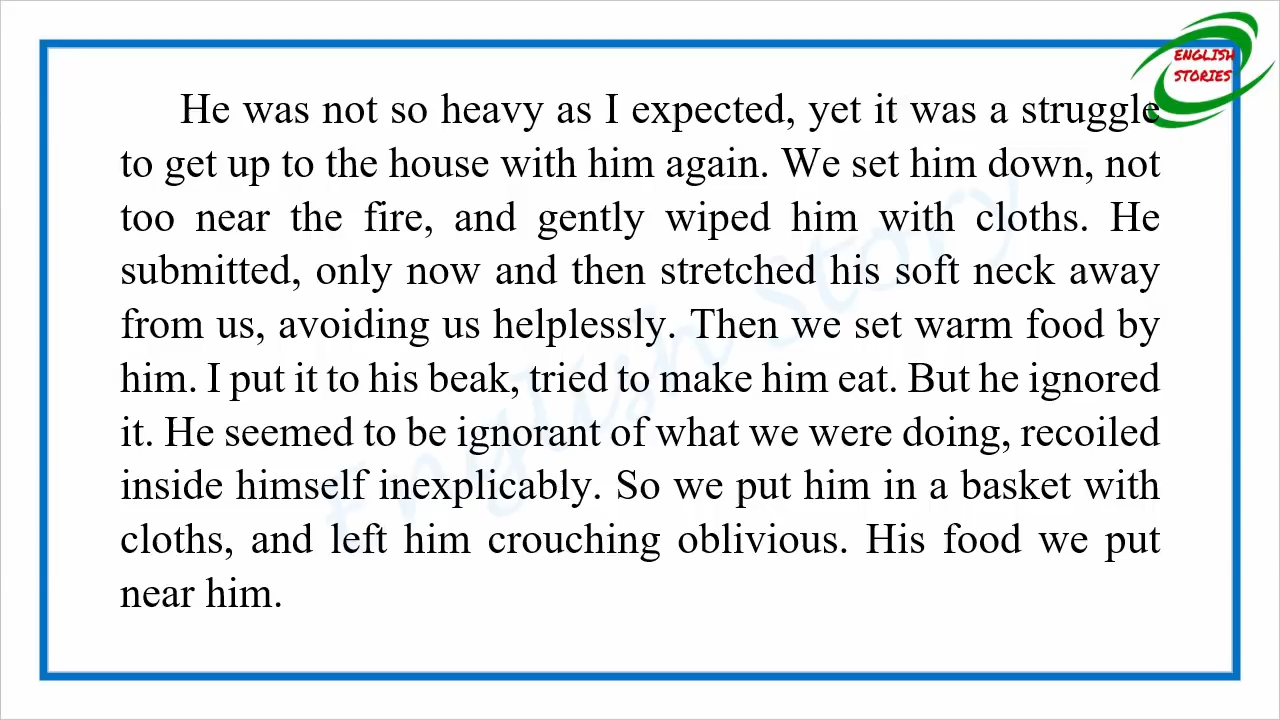 ENGLISH
STORIES
He was not so heavy as I expected, yet it was a struggle
to get up to the house with him again. We set him down, not
too near the fire, and gently wiped him with cloths. He
submitted, only now and then stretched his soft neck away
from us, avoiding us helplessly. Then we set warm food by
him. I put it to his beak, tried to make him eat. But he ignored
it. He seemed to be ignorant of what we were doing, recoiled
inside himself inexplicably. So we put him in a basket with
cloths, and left him crouching oblivious. His food we put
near him.
English Story